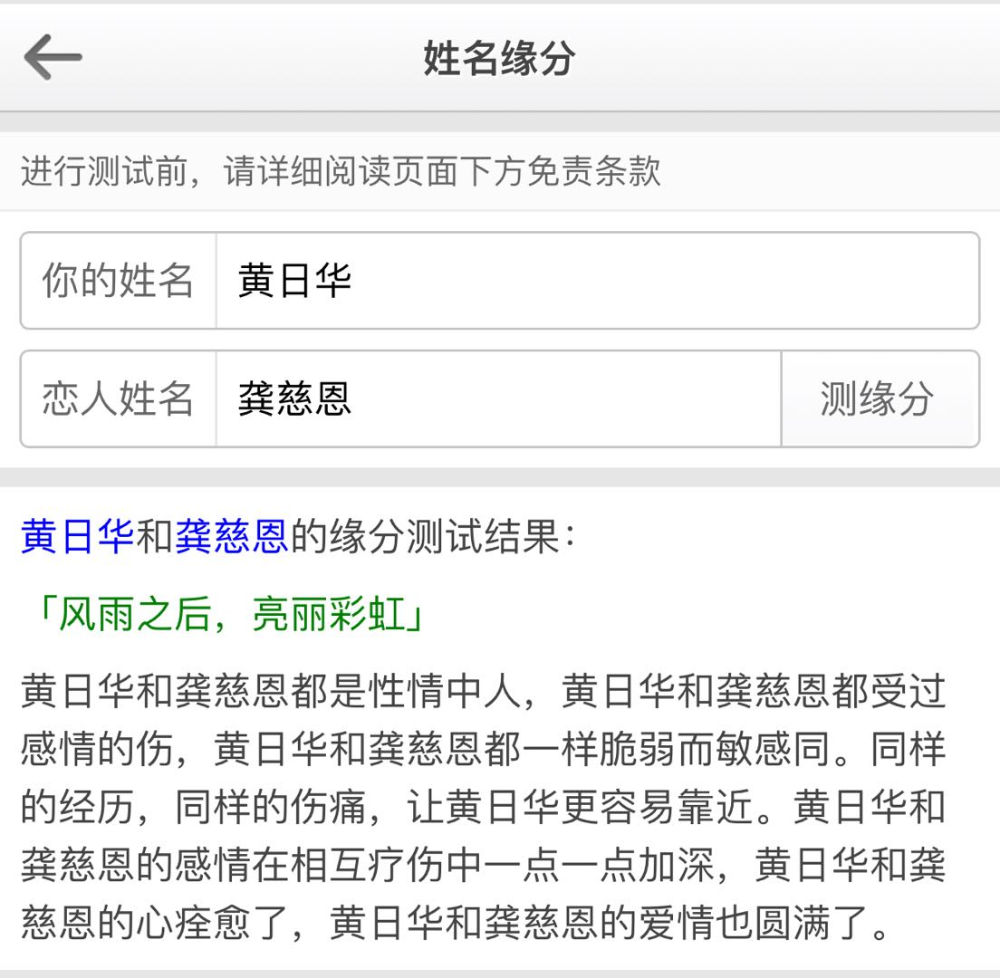 姓名缘分
进行测试前，请详细阅读页面下方免责条款
你的姓名 黄日华
恋人姓名 龚慈恩 测缘分
黄日华和龚慈恩的缘分测试结果：
「风雨之后，亮丽彩虹」
黄日华和龚慈恩都是性情中人，黄日华和龚慈恩都受过
感情的伤，黄日华和龚慈恩都一样脆弱而敏感同。同样
的经历，同样的伤痛，让黄日华更容易靠近。黄日华和
龚慈恩的感情在相互疗伤中一点一点加深，黄日华和龚
慈恩的心痊愈了，黄日华和龚慈恩的爱情也圆满了。